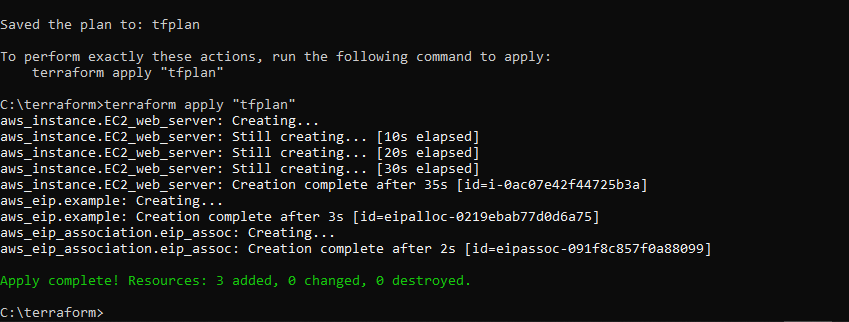 Saved the plan to: tfplan
To perform exactly these actions, run the following command to apply:
terraform apply "tfplan"
C:\terraform>terraform apply "tfplan"
aws_instance.EC2_web_server: Creating...
aws_instance.EC2_web_server: Still creating... [10s elapsed]
aws_instance.EC2_web_server: Still creating... [20s elapsed]
aws_instance.EC2_web_server: Still creating... [30s elapsed]
aws_instance.EC2_web_server: Creation complete after 35s [id=i-0ac07e42f44725b3a]
aws_eip.example: Creating...
aws_eip.example: Creation complete after 3s [id=eipalloc-0219ebab77d0d6a75]
aws_eip_association.eip_assoc: Creating...
aws_eip_association.eip_assoc: Creation complete after 2s [id=eipassoc-091f8c857f0a88099]
Apply complete! Resources: 3 added, 0 changed, 0 destroyed.
C:\terraform>